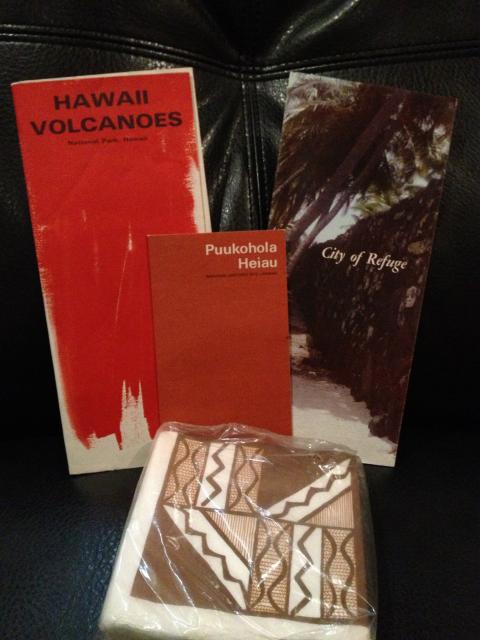 HAWAII
VOLCANOES
National Park, Hawaii
Puukohola
Heiau
City of Refuge